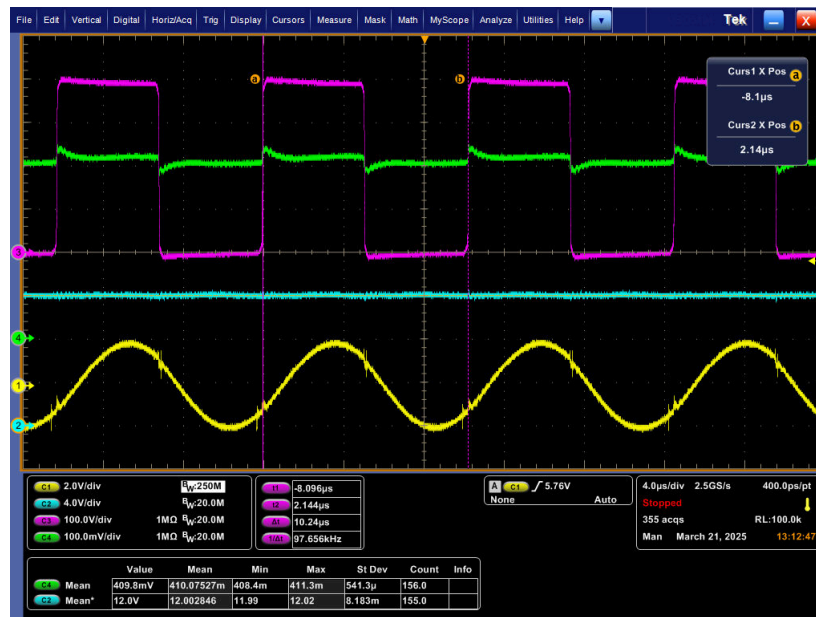 File Edit Vertical Digital Horiz/Acq Trig Display Cursors Measure Mask Math MyScope Analyze Utilities Help Tek X
a b
Curs1 X Pos a
-8.1µs
Curs2 X Pos b
2.14µs
3
4
1
2
C1 2.0V/div BW:250M
C2 4.0V/div BW:20.0M
C3 100.0V/div 1MΩ BW:20.0M
C4 100.0mV/div 1MΩ BW:20.0M
t1 -8.096µs
t2 2.144µs
Δt 10.24µs
1/Δt 97.656kHz
A C1 5.76V
None Auto
4.0µs/div 2.5GS/s 400.0ps/pt
Stopped
355 acqs RL:100.0k
Man March 21, 2025 13:12:47
Value Mean Min Max St Dev Count Info
C4 Mean 409.8mV 410.07527m 408.4m 411.3m 541.3µ 156.0
C2 Mean* 12.0V 12.002846 11.99 12.02 8.183m 155.0